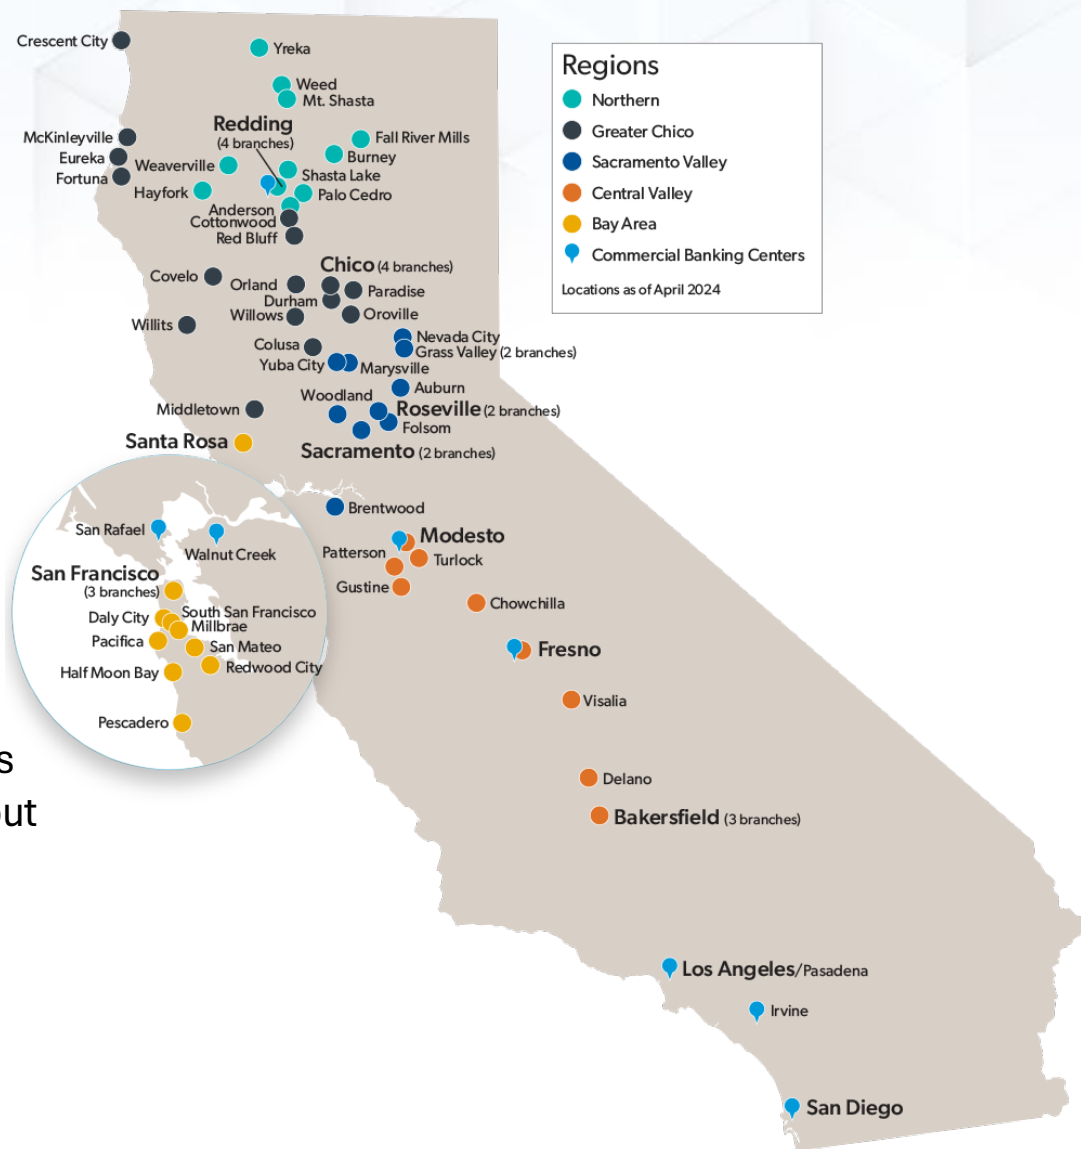 Crescent City
Yreka
Weed
Mt. Shasta
Redding
(4 branches)
McKinleyville
Eureka
Fortuna
Weaverville
Hayfork
Fall River Mills
Burney
Shasta Lake
Palo Cedro
Anderson
Cottonwood
Red Bluff
Covelo
Chico (4 branches)
Orland
Durham
Paradise
Willows
Oroville
Willits
Colusa
Nevada City
Grass Valley (2 branches)
Yuba City
Marysville
Auburn
Woodland
Middletown
Roseville (2 branches)
Folsom
Santa Rosa
Sacramento (2 branches)
Brentwood
San Rafael
Walnut Creek
San Francisco
(3 branches)
Daly City
South San Francisco
Millbrae
Pacifica
San Mateo
Half Moon Bay
Redwood City
Pescadero
Modesto
Patterson
Turlock
Gustine
Chowchilla
Fresno
Visalia
Delano
Bakersfield (3 branches)
Los Angeles/Pasadena
Irvine
San Diego
Regions
Northern
Greater Chico
Sacramento Valley
Central Valley
Bay Area
Commercial Banking Centers
Locations as of April 2024